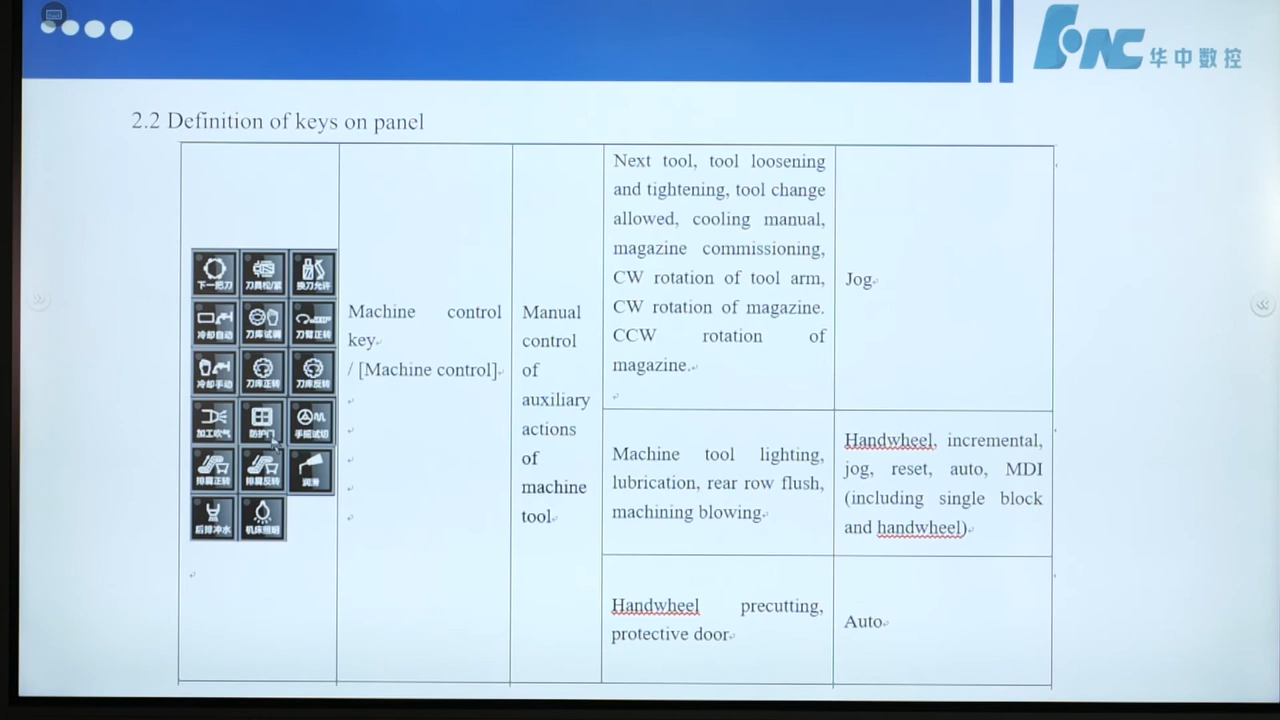 HNC 华中数控
2.2 Definition of keys on panel
下一把刀 刀具松/紧 换刀允许
冷却自动 刀库试调 刀臂正转
冷却手动 刀库正转 刀库反转
加工吹气 防护门 手摇试切
排屑正转 排屑反转 润滑
后排冲水 机床照明
Machine control
key
/ [Machine control]
Manual
control
of
auxiliary
actions
of
machine
tool
Next tool, tool loosening
and tightening, tool change
allowed, cooling manual,
magazine commissioning,
CW rotation of tool arm,
CW rotation of magazine.
CCW rotation of
magazine.
Jog
Machine tool lighting,
lubrication, rear row flush,
machining blowing
Handwheel, incremental,
jog, reset, auto, MDI
(including single block
and handwheel)
Handwheel precutting,
protective door
Auto